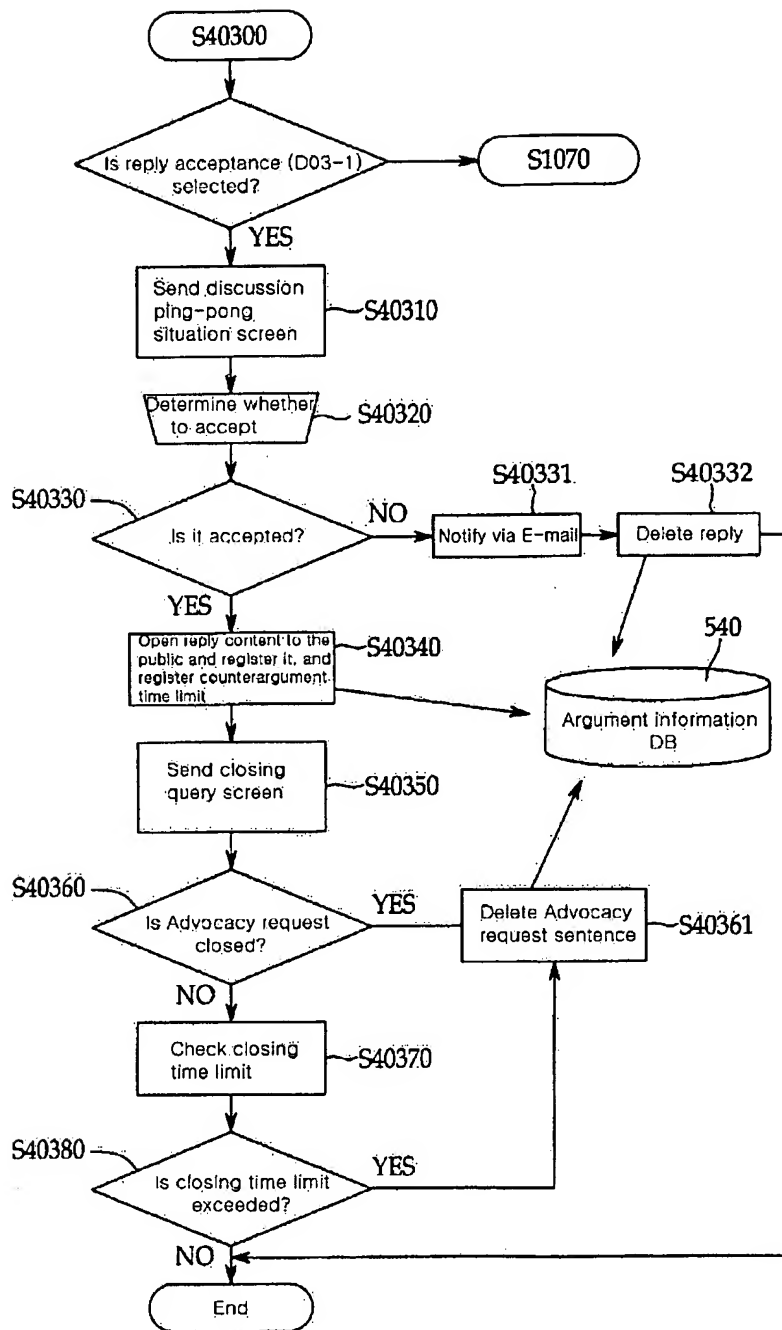 S40300
Is reply acceptance (D03-1)
selected?
S1070
YES
Send discussion
ping-pong
situation screen
S40310
Determine whether
to accept
S40320
S40330
Is it accepted?
NO
S40331
Notify via E-mail
S40332
Delete reply
YES
Open reply content to the
public and register it, and
register counterargument
time limit
S40340
540
Argument information
DB
Send closing
query screen
S40350
S40360
Is Advocacy request
closed?
YES
Delete Advocacy
request sentence
S40361
NO
Check closing
time limit
S40370
S40380
Is closing time limit
exceeded?
YES
NO
End